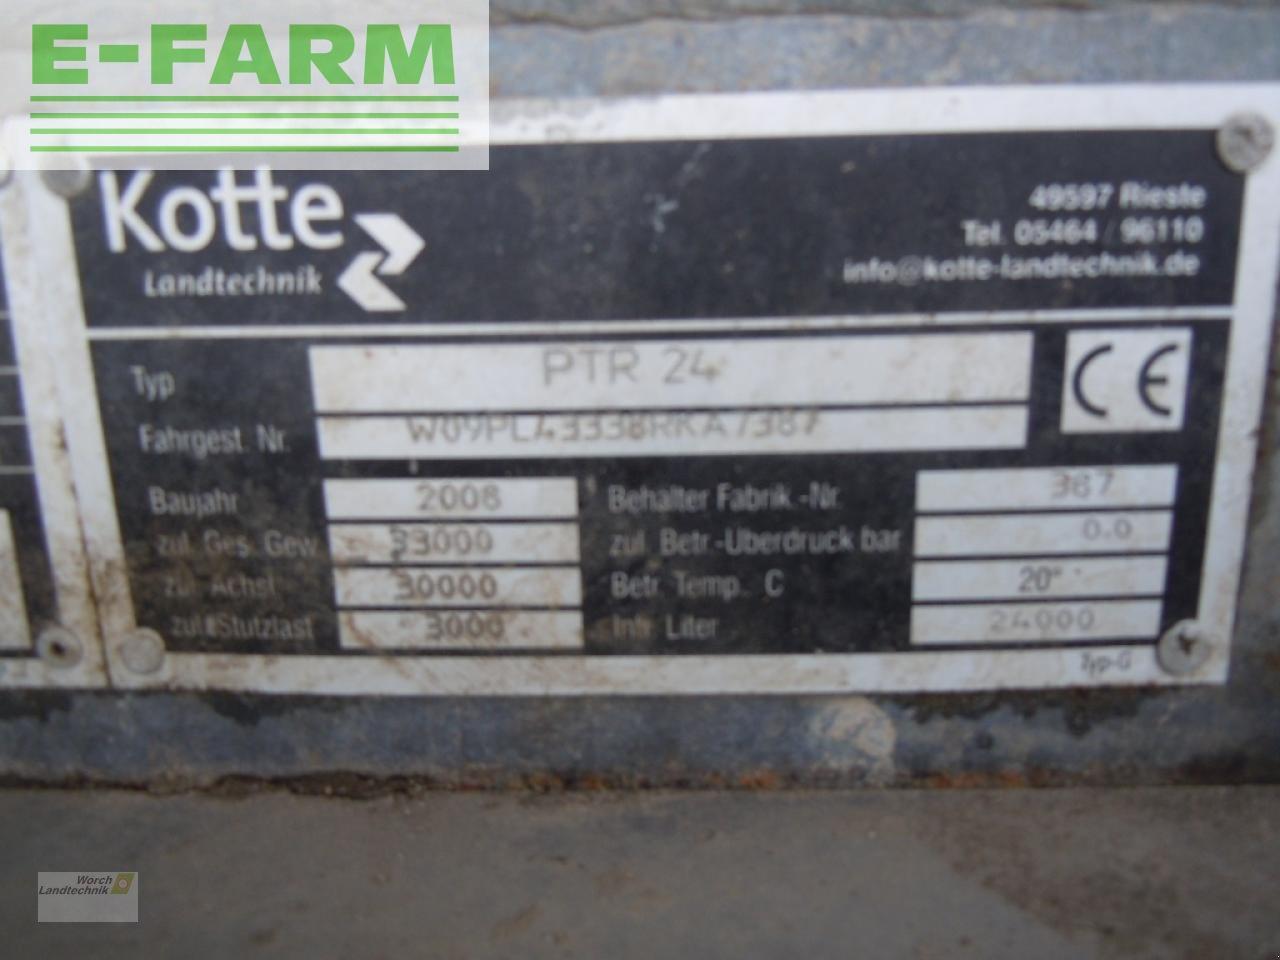 E-FARM
Kotte
Landtechnik
49597 Rieste
Tel. 05464 / 96110
info@kotte-landtechnik.de
Typ PTR 24
CE
Fahrgest. Nr.
Baujahr 2008
zul. Ges. Gew 33000
zul. Achsl 30000
zul. Stützlast 3000
Behälter Fabrik.-Nr. 387
zul. Betr.-Überdruck bar 0.0
Betr. Temp. C 20°
Inh. Liter 24000
Typ-G
Worch
Landtechnik